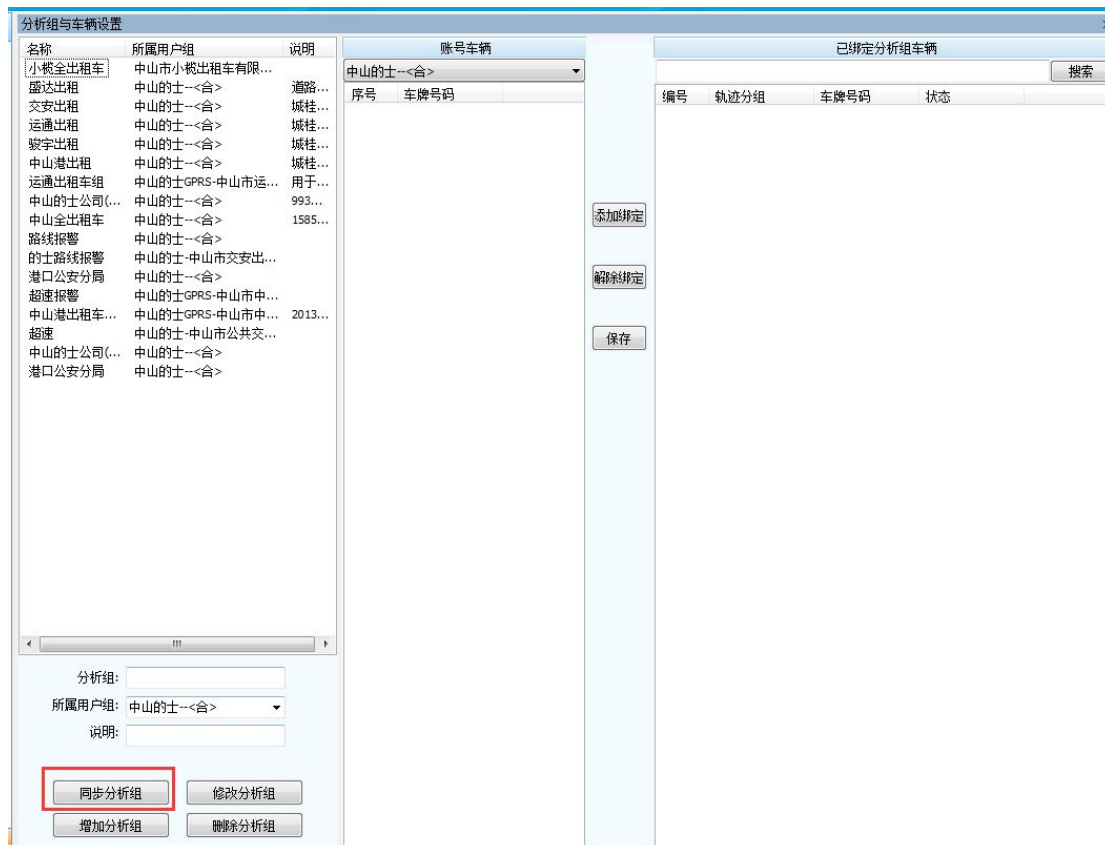 分析组与车辆设置
名称 所属用户组 说明
小榄全出租车 中山市小榄出租车有限...
盛达出租 中山的士--<合> 道路...
交安出租 中山的士--<合> 城桂...
运通出租 中山的士--<合> 城桂...
骏宇出租 中山的士--<合> 城桂...
中山港出租 中山的士--<合> 城桂...
运通出租车组 中山的士GPRS-中山市运... 用于...
中山的士公司(... 中山的士--<合> 993...
中山全出租车 中山的士--<合> 1585...
路线报警 中山的士--<合>
的士路线报警 中山的士-中山市交安出...
港口公安分局 中山的士--<合>
超速报警 中山的士GPRS-中山市中...
中山港出租车... 中山的士GPRS-中山市中... 2013...
超速 中山的士-中山市公共交...
中山的士公司(... 中山的士--<合>
港口公安分局 中山的士--<合>
分析组:
所属用户组: 中山的士--<合>
说明:
同步分析组 修改分析组
增加分析组 删除分析组
账号车辆
中山的士--<合>
序号 车牌号码
添加绑定
解除绑定
保存
已绑定分析组车辆
搜索
编号 轨迹分组 车牌号码 状态